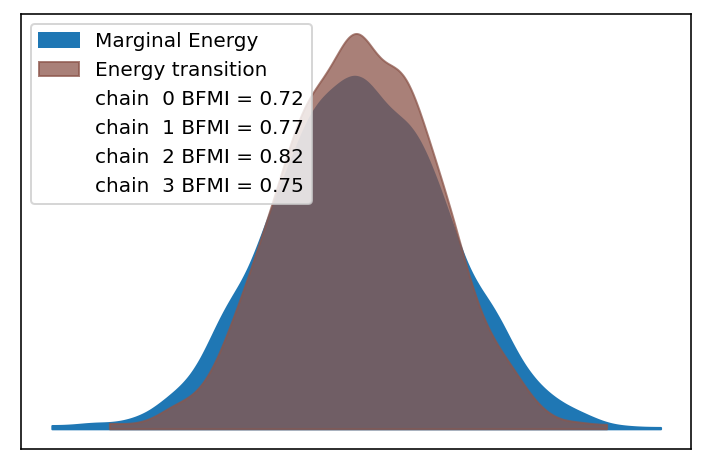 Marginal Energy
Energy transition
chain  0 BFMI = 0.72
chain  1 BFMI = 0.77
chain  2 BFMI = 0.82
chain  3 BFMI = 0.75